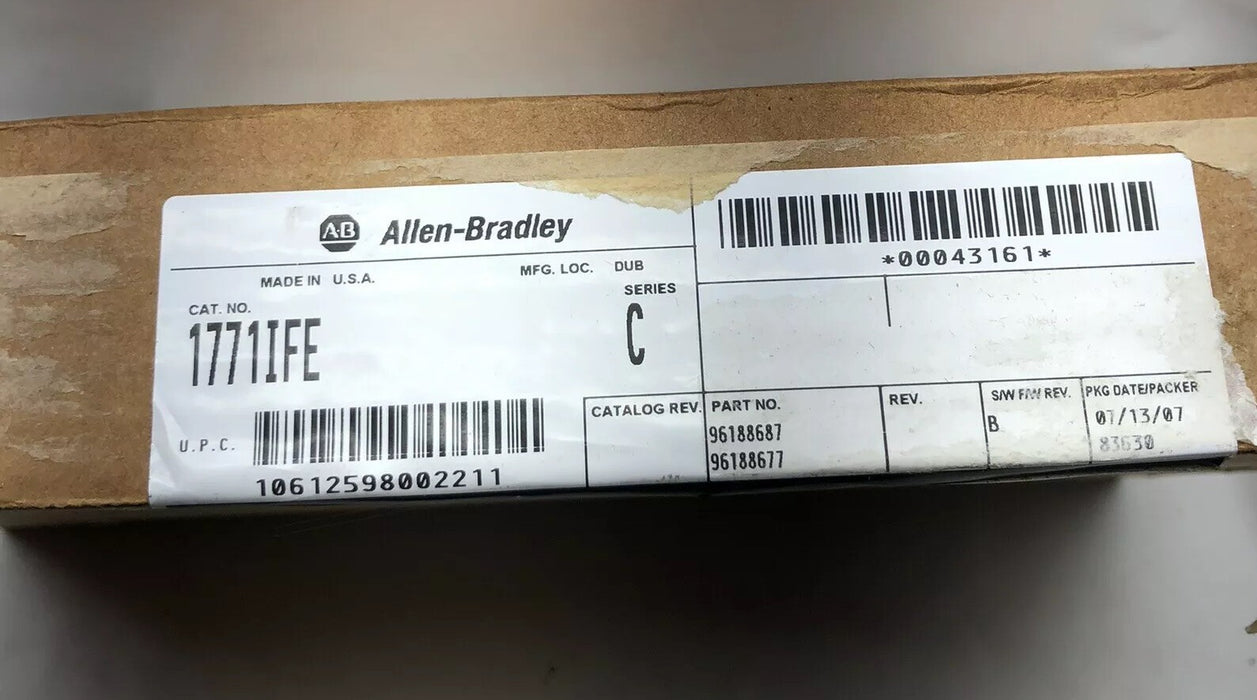 AB Allen-Bradley
MADE IN U.S.A. MFG. LOC. DUB
CAT. NO. SERIES
1771IFE C
U.P.C.
10612598002211
*00043161*
CATALOG REV. PART NO. REV. S/W F/W REV. PKG DATE/PACKER
96188687 B 07/13/07
96188677 83630